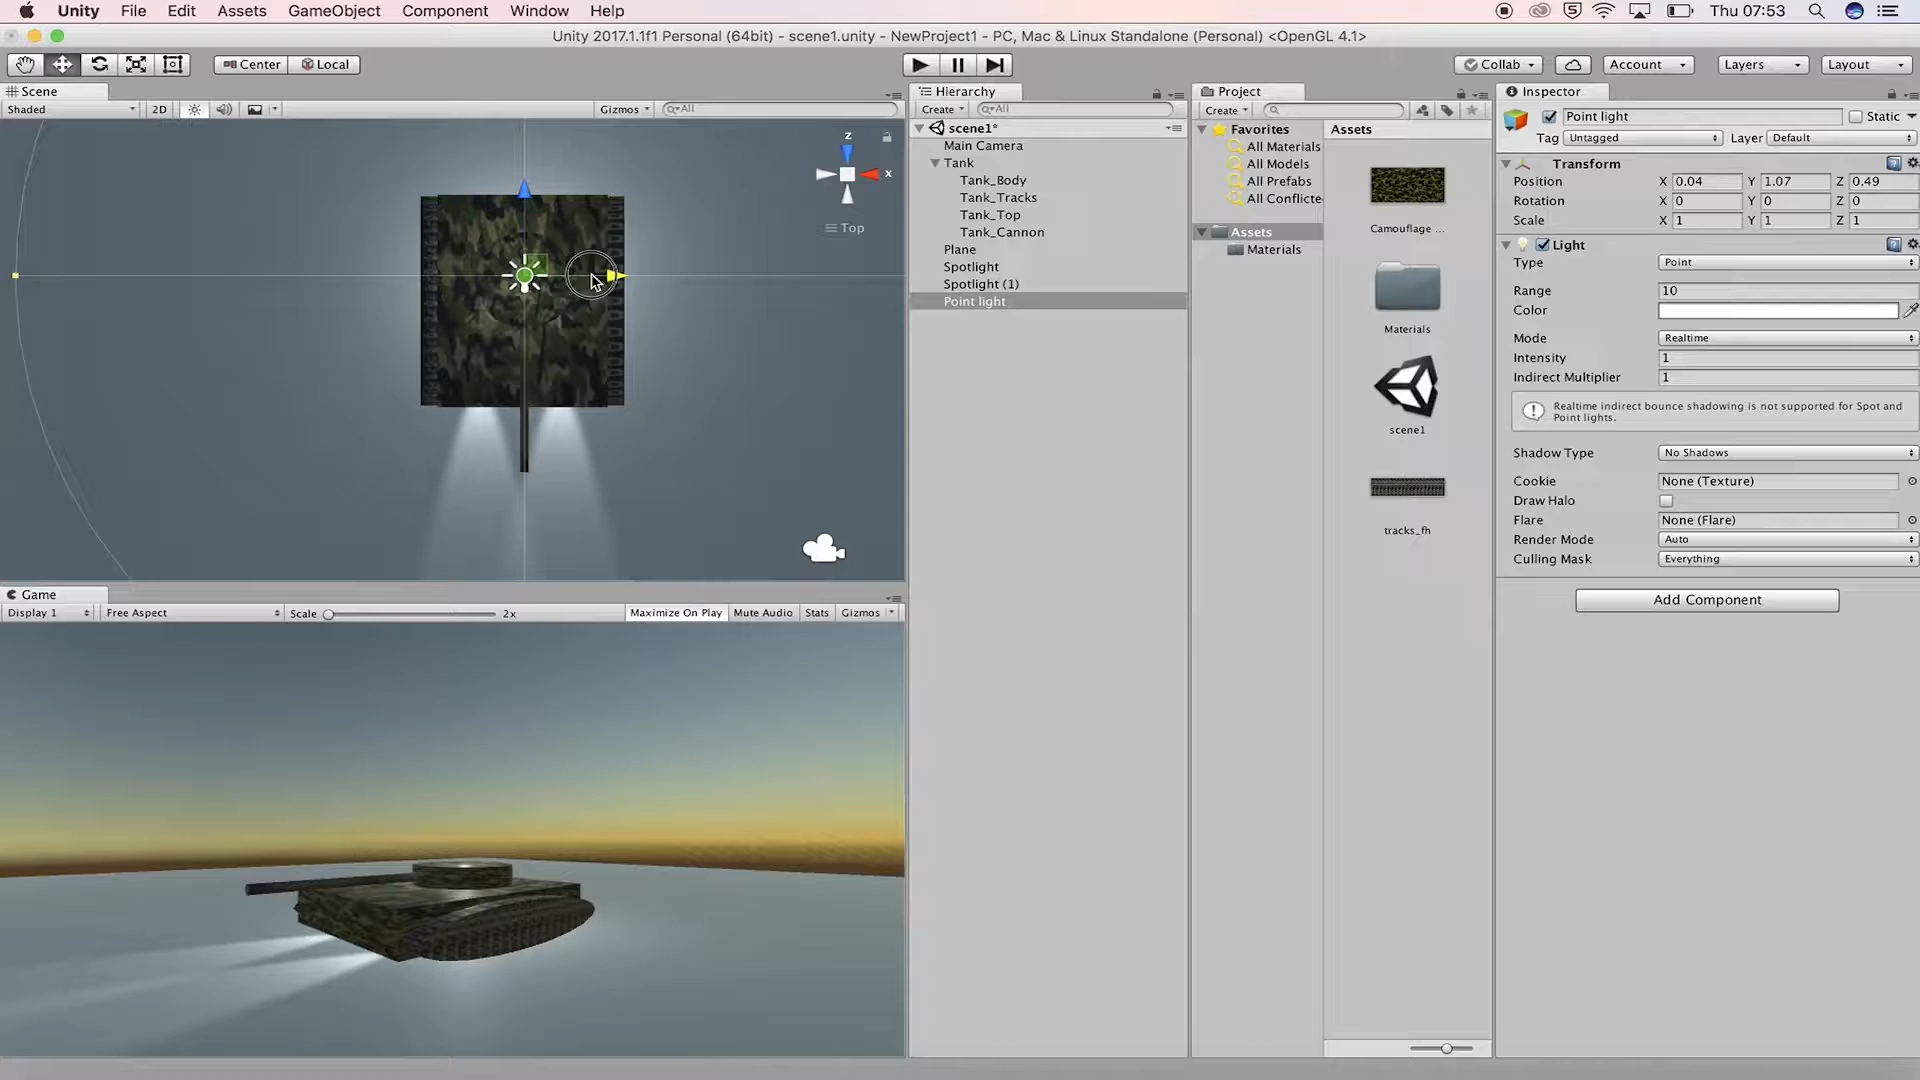 Unity File Edit Assets GameObject Component Window Help
Thu 07:53
Unity 2017.1.1f1 Personal (64bit) - scene1.unity - NewProject1 - PC, Mac & Linux Standalone (Personal) <OpenGL 4.1>
Center Local
Collab Account Layers Layout
Scene
Shaded 2D Gizmos All
z
x
Top
Game
Display 1 Free Aspect Scale 2x Maximize On Play Mute Audio Stats Gizmos
Hierarchy
Create All
scene1*
Main Camera
Tank
Tank_Body
Tank_Tracks
Tank_Top
Tank_Cannon
Plane
Spotlight
Spotlight (1)
Point light
Project
Create
Favorites
All Materials
All Models
All Prefabs
All Conflicte
Assets
Materials
Assets
Camouflage ...
Materials
scene1
tracks_fh
Inspector
Point light Static
Tag Untagged Layer Default
Transform
Position X 0.04 Y 1.07 Z 0.49
Rotation X 0 Y 0 Z 0
Scale X 1 Y 1 Z 1
Light
Type Point
Range 10
Color
Mode Realtime
Intensity 1
Indirect Multiplier 1
Realtime indirect bounce shadowing is not supported for Spot and
Point lights.
Shadow Type No Shadows
Cookie None (Texture)
Draw Halo
Flare None (Flare)
Render Mode Auto
Culling Mask Everything
Add Component